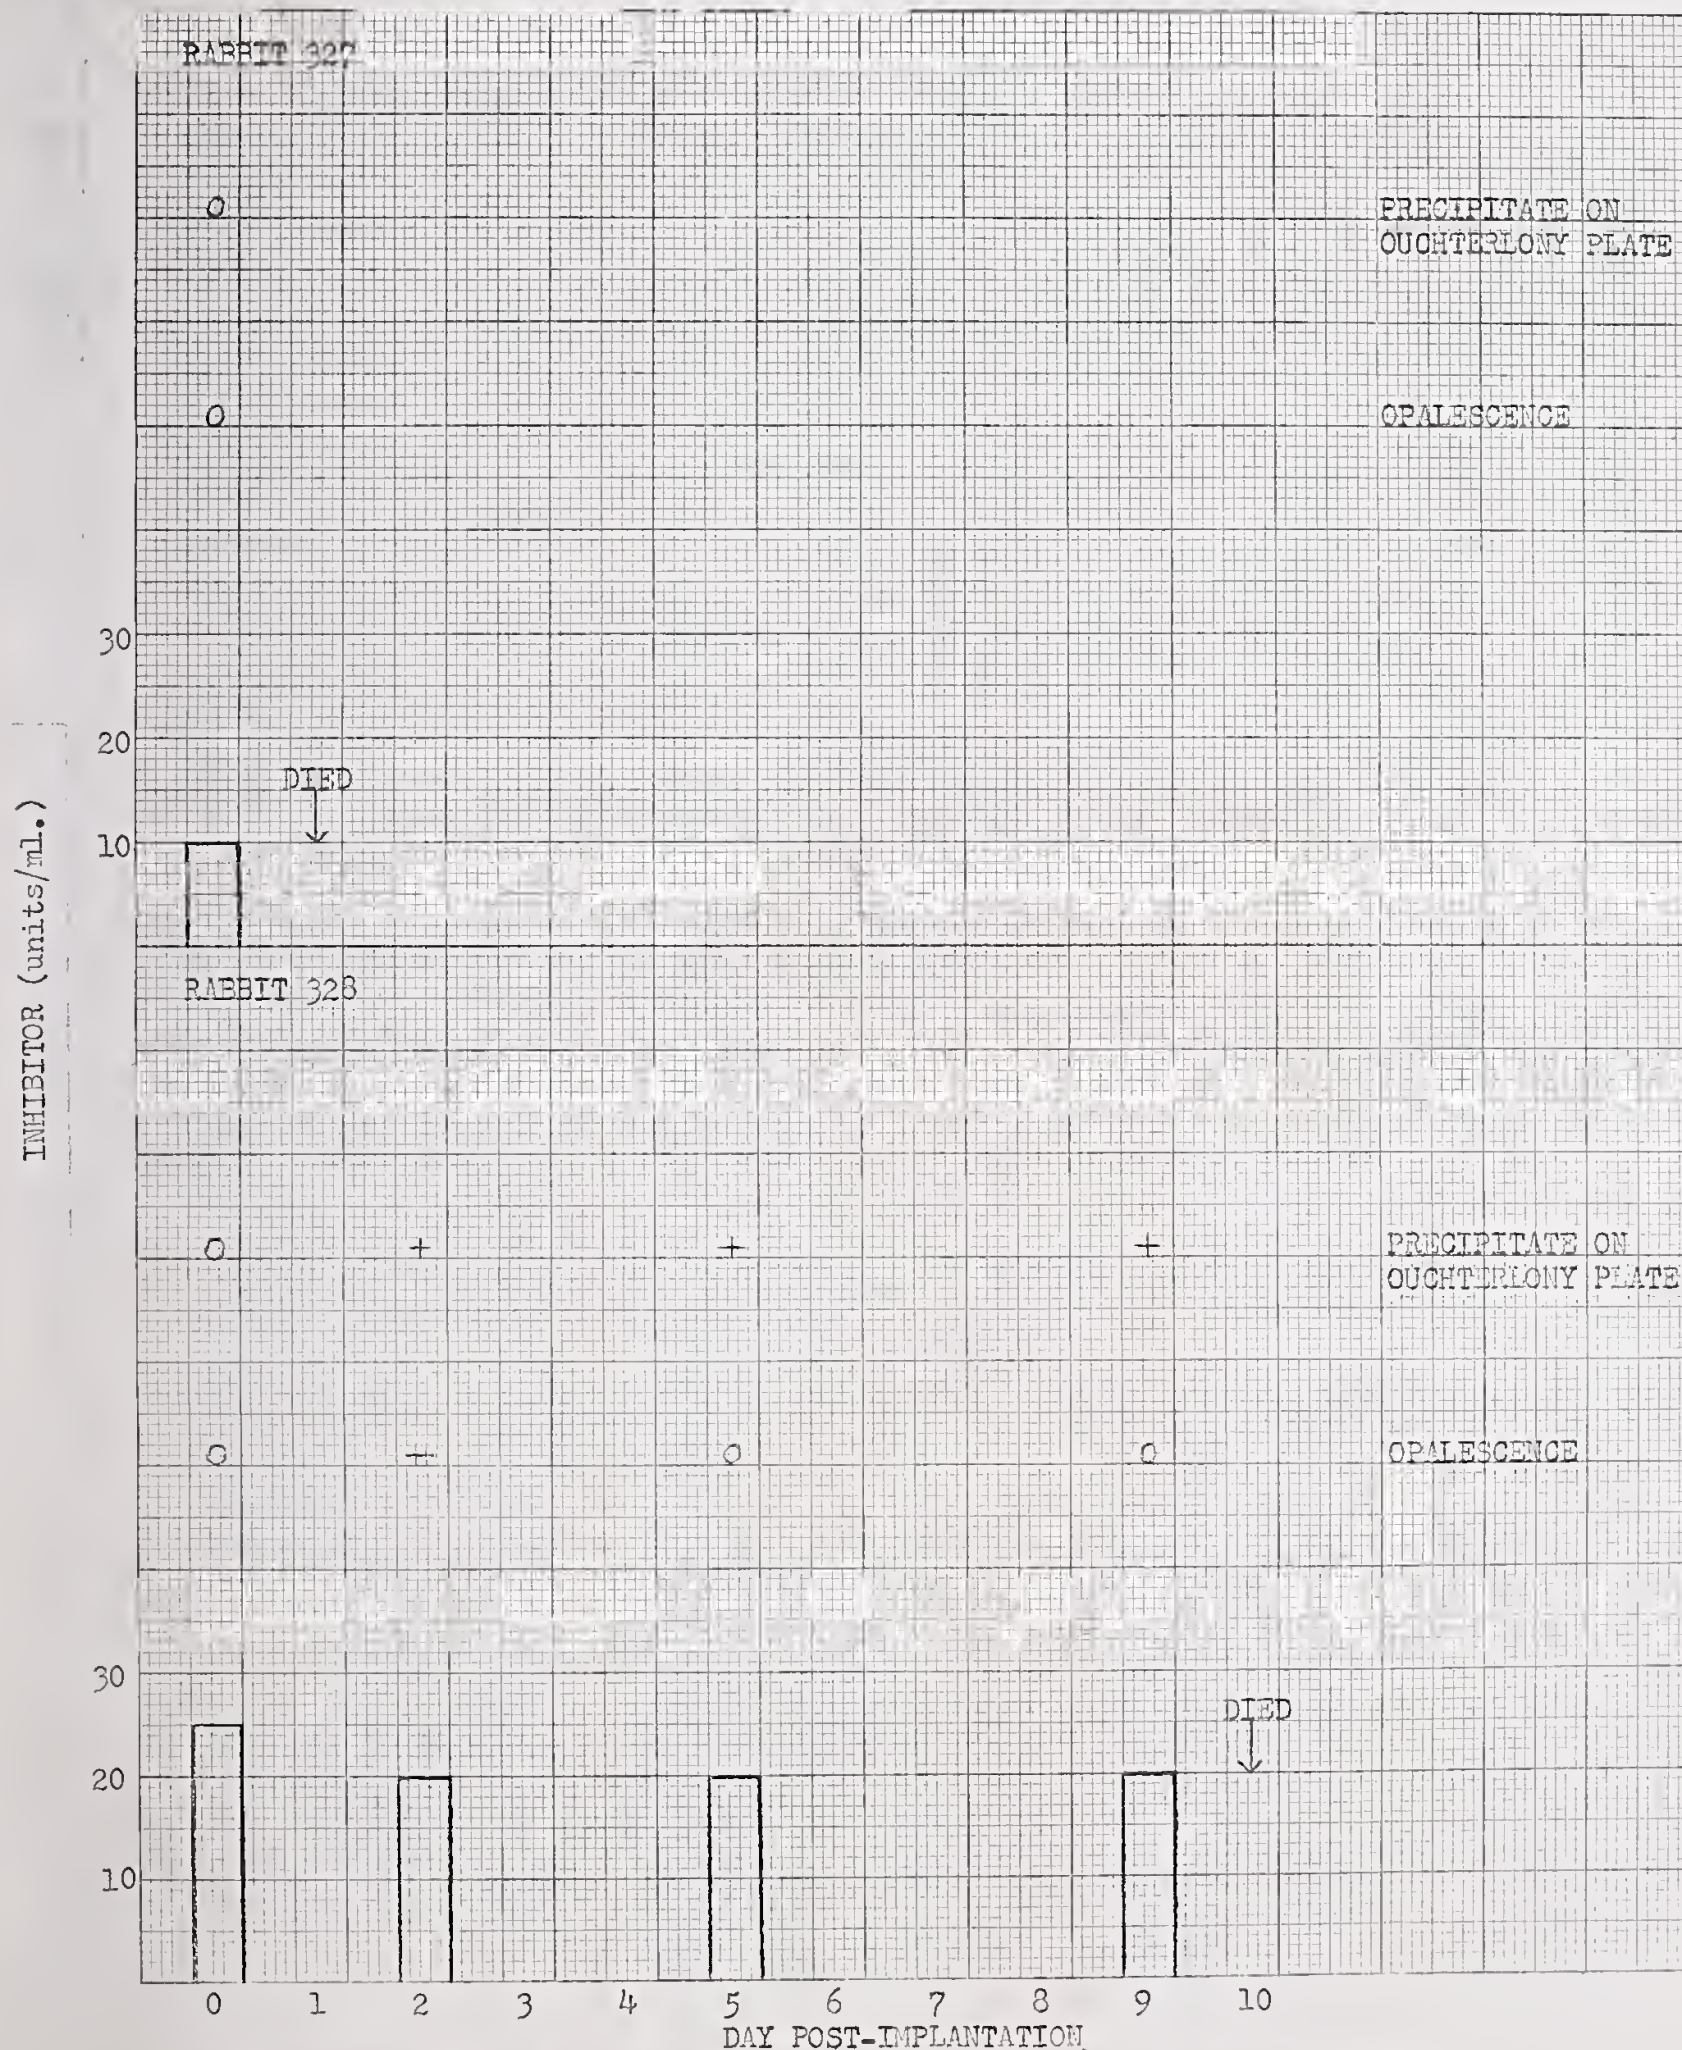 RABBIT 327
O
PRECIPITATE ON
OUCHTERLONY PLATE
O
OPALESCENCE
30
20
DIED
10
INHIBITOR (units/ml.)
RABBIT 328
O + + +
PRECIPITATE ON
OUCHTERLONY PLATE
O — O O
OPALESCENCE
30
DIED
20
10
0 1 2 3 4 5 6 7 8 9 10
DAY POST-IMPLANTATION